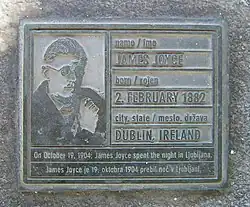 name / ime
JAMES JOYCE
born / rojen
2. FEBRUARY 1882
city, state / mesto, država
DUBLIN, IRELAND
On October 19, 1904; James Joyce spent the night in Ljubljana.
James Joyce je 19. oktobra 1904 prebil noč v Ljubljani.